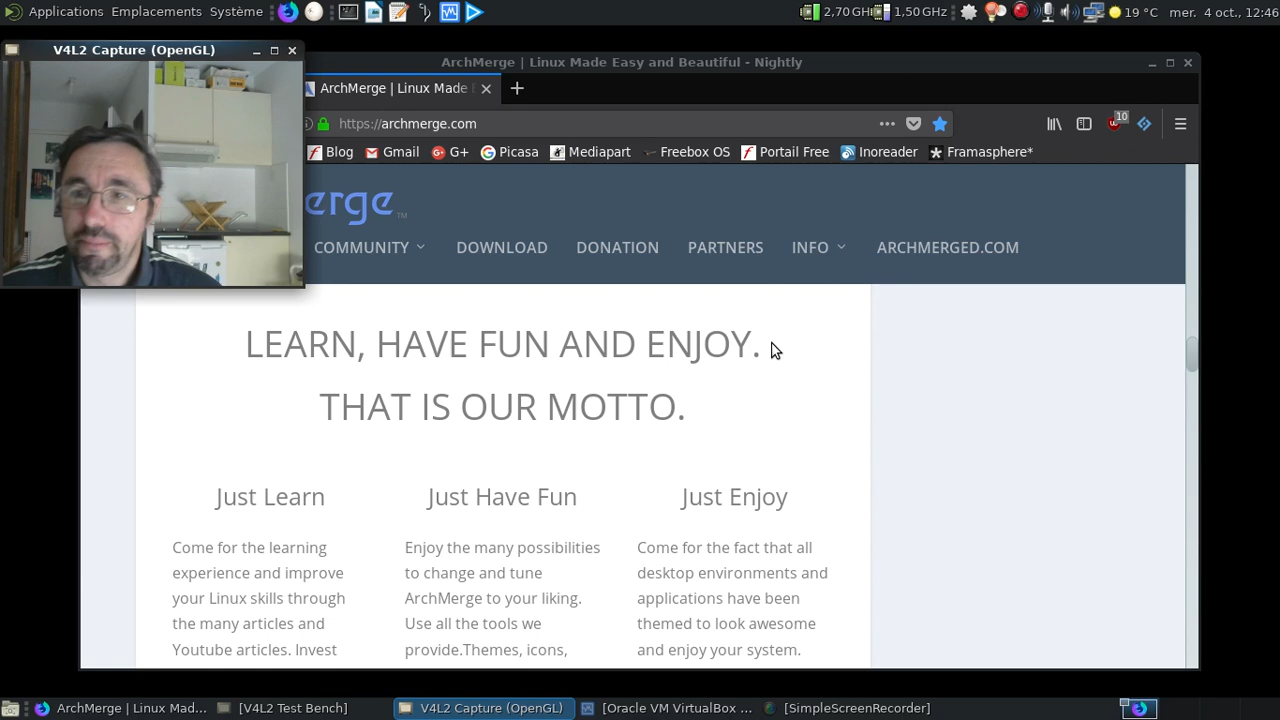 Applications Emplacements Système 2,70 GH 1,50 GHz 19 °C mer. 4 oct., 12:46
V4L2 Capture (OpenGL)
ArchMerge | Linux Made Easy and Beautiful - Nightly
ArchMerge | Linux Made
https://archmerge.com
10
Blog Gmail G+ Picasa Mediapart Freebox OS Portail Free Inoreader Framasphere*
erge™
COMMUNITY DOWNLOAD DONATION PARTNERS INFO ARCHMERGED.COM
LEARN, HAVE FUN AND ENJOY.
THAT IS OUR MOTTO.
Just Learn
Come for the learning
experience and improve
your Linux skills through
the many articles and
Youtube articles. Invest
Just Have Fun
Enjoy the many possibilities
to change and tune
ArchMerge to your liking.
Use all the tools we
provide.Themes, icons,
Just Enjoy
Come for the fact that all
desktop environments and
applications have been
themed to look awesome
and enjoy your system.
ArchMerge | Linux Mad... [V4L2 Test Bench] V4L2 Capture (OpenGL) [Oracle VM VirtualBox ... [SimpleScreenRecorder]